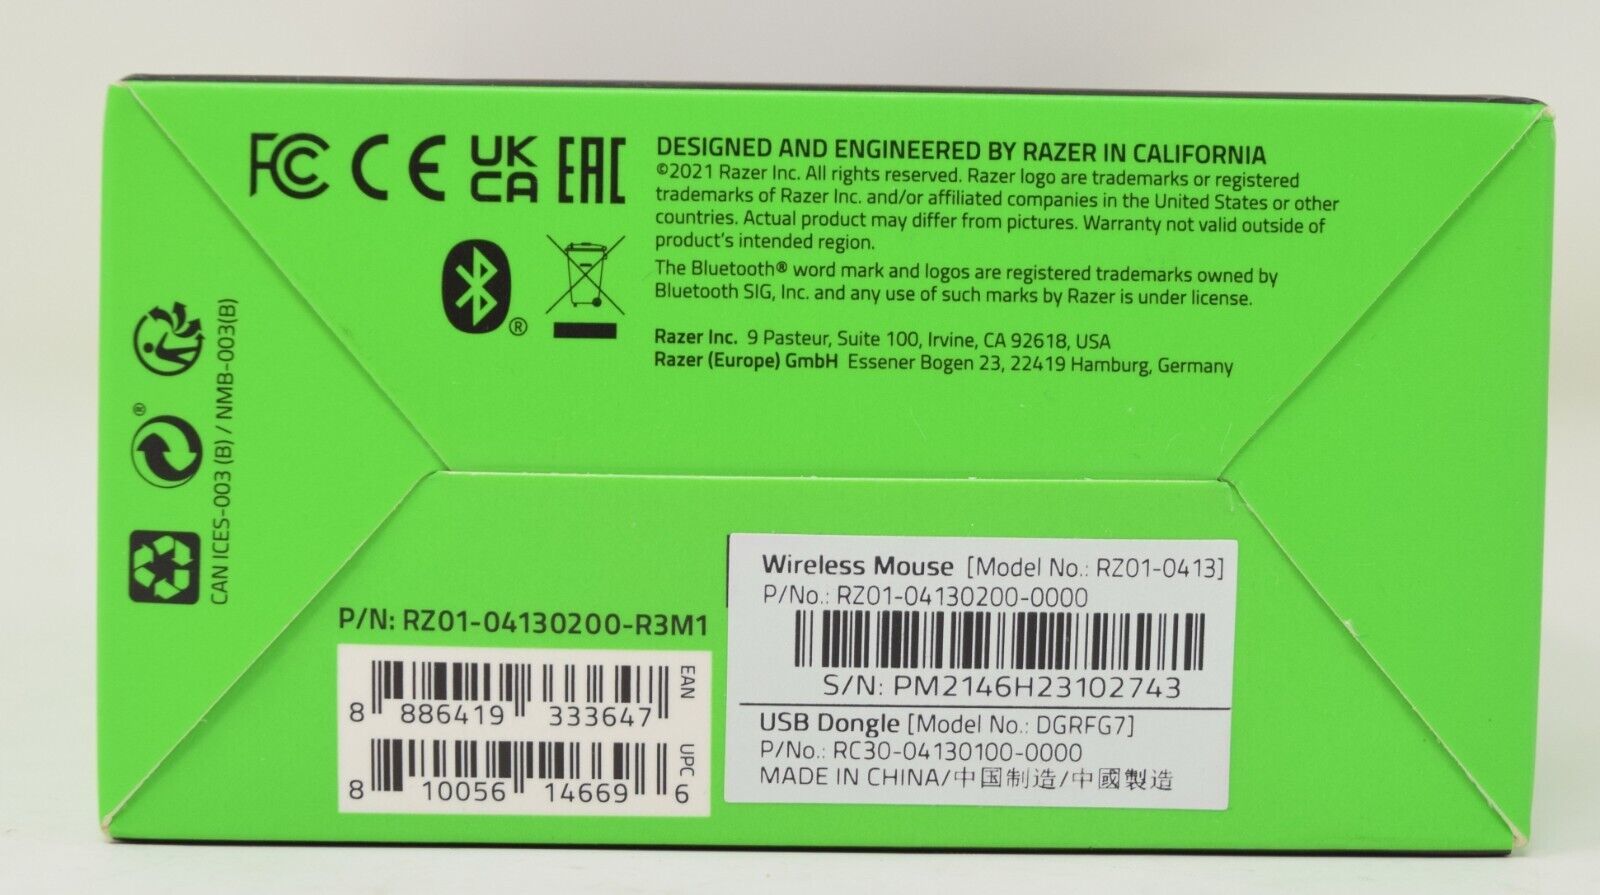 FC CE UK
CA EAC
DESIGNED AND ENGINEERED BY RAZER IN CALIFORNIA
©2021 Razer Inc. All rights reserved. Razer logo are trademarks or registered
trademarks of Razer Inc. and/or affiliated companies in the United States or other
countries. Actual product may differ from pictures. Warranty not valid outside of
product's intended region.
The Bluetooth® word mark and logos are registered trademarks owned by
Bluetooth SIG, Inc. and any use of such marks by Razer is under license.
®
Razer Inc. 9 Pasteur, Suite 100, Irvine, CA 92618, USA
Razer (Europe) GmbH Essener Bogen 23, 22419 Hamburg, Germany
®
CAN ICES-003 (B) / NMB-003(B)
P/N: RZ01-04130200-R3M1
EAN
8 886419 333647
UPC
8 10056 14669 6
Wireless Mouse [Model No.: RZ01-0413]
P/No.: RZ01-04130200-0000
S/N: PM2146H23102743
USB Dongle [Model No.: DGRFG7]
P/No.: RC30-04130100-0000
MADE IN CHINA/中国制造/中國製造